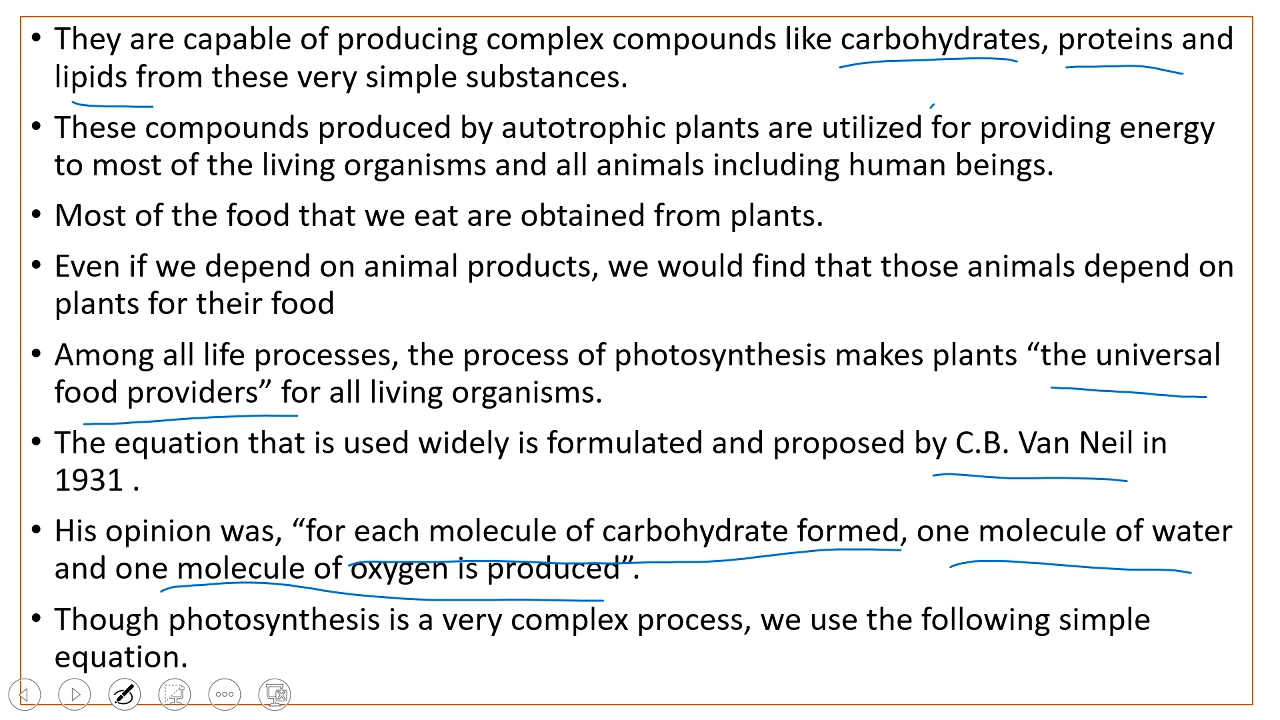 • They are capable of producing complex compounds like carbohydrates, proteins and
lipids from these very simple substances.
• These compounds produced by autotrophic plants are utilized for providing energy
to most of the living organisms and all animals including human beings.
• Most of the food that we eat are obtained from plants.
• Even if we depend on animal products, we would find that those animals depend on
plants for their food
• Among all life processes, the process of photosynthesis makes plants “the universal
food providers” for all living organisms.
• The equation that is used widely is formulated and proposed by C.B. Van Neil in
1931 .
• His opinion was, “for each molecule of carbohydrate formed, one molecule of water
and one molecule of oxygen is produced”.
• Though photosynthesis is a very complex process, we use the following simple
equation.